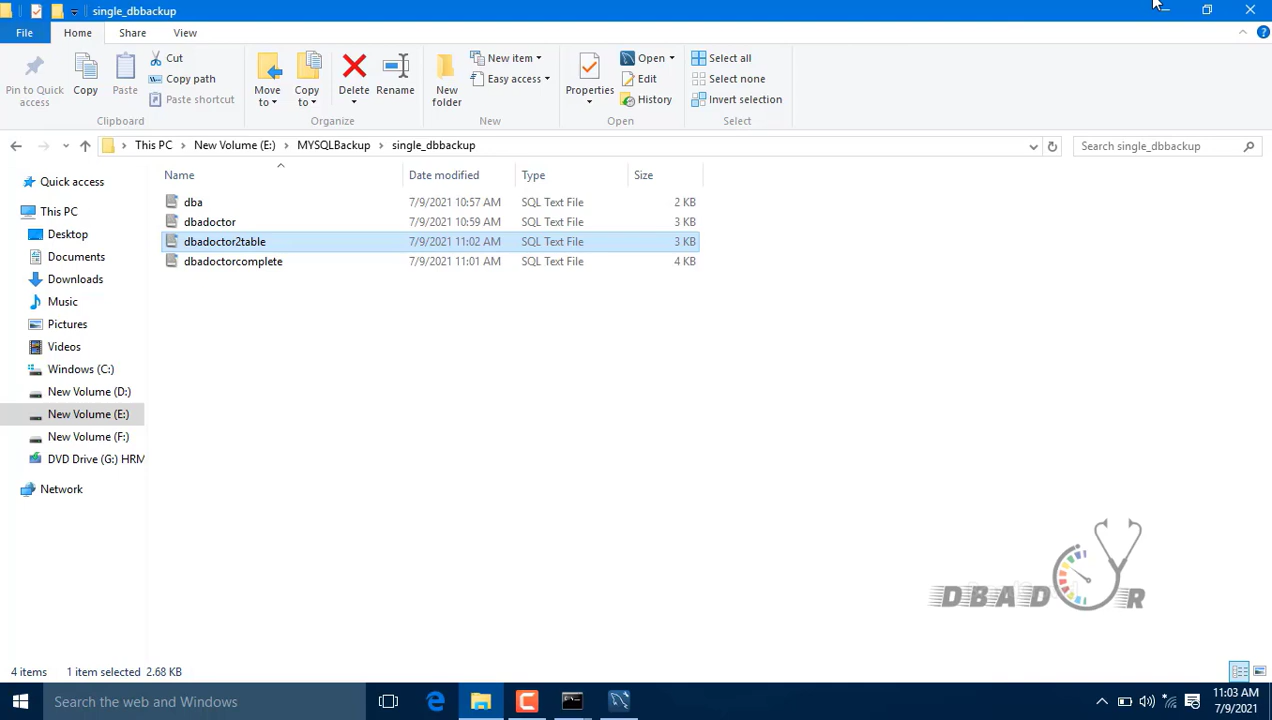 single_dbbackup
File Home Share View
Pin to Quick access
Copy
Paste
Cut
Copy path
Paste shortcut
Clipboard
Move to
Copy to
Delete
Rename
Organize
New folder
New item
Easy access
New
Properties
Open
Edit
History
Open
Select all
Select none
Invert selection
Select
This PC New Volume (E:) MYSQLBackup single_dbbackup
Search single_dbbackup
Name Date modified Type Size
dba 7/9/2021 10:57 AM SQL Text File 2 KB
dbadoctor 7/9/2021 10:59 AM SQL Text File 3 KB
dbadoctor2table 7/9/2021 11:02 AM SQL Text File 3 KB
dbadoctorcomplete 7/9/2021 11:01 AM SQL Text File 4 KB
Quick access
This PC
Desktop
Documents
Downloads
Music
Pictures
Videos
Windows (C:)
New Volume (D:)
New Volume (E:)
New Volume (F:)
DVD Drive (G:) HRM
Network
DBAD R
4 items 1 item selected 2.68 KB
Search the web and Windows
11:03 AM
7/9/2021